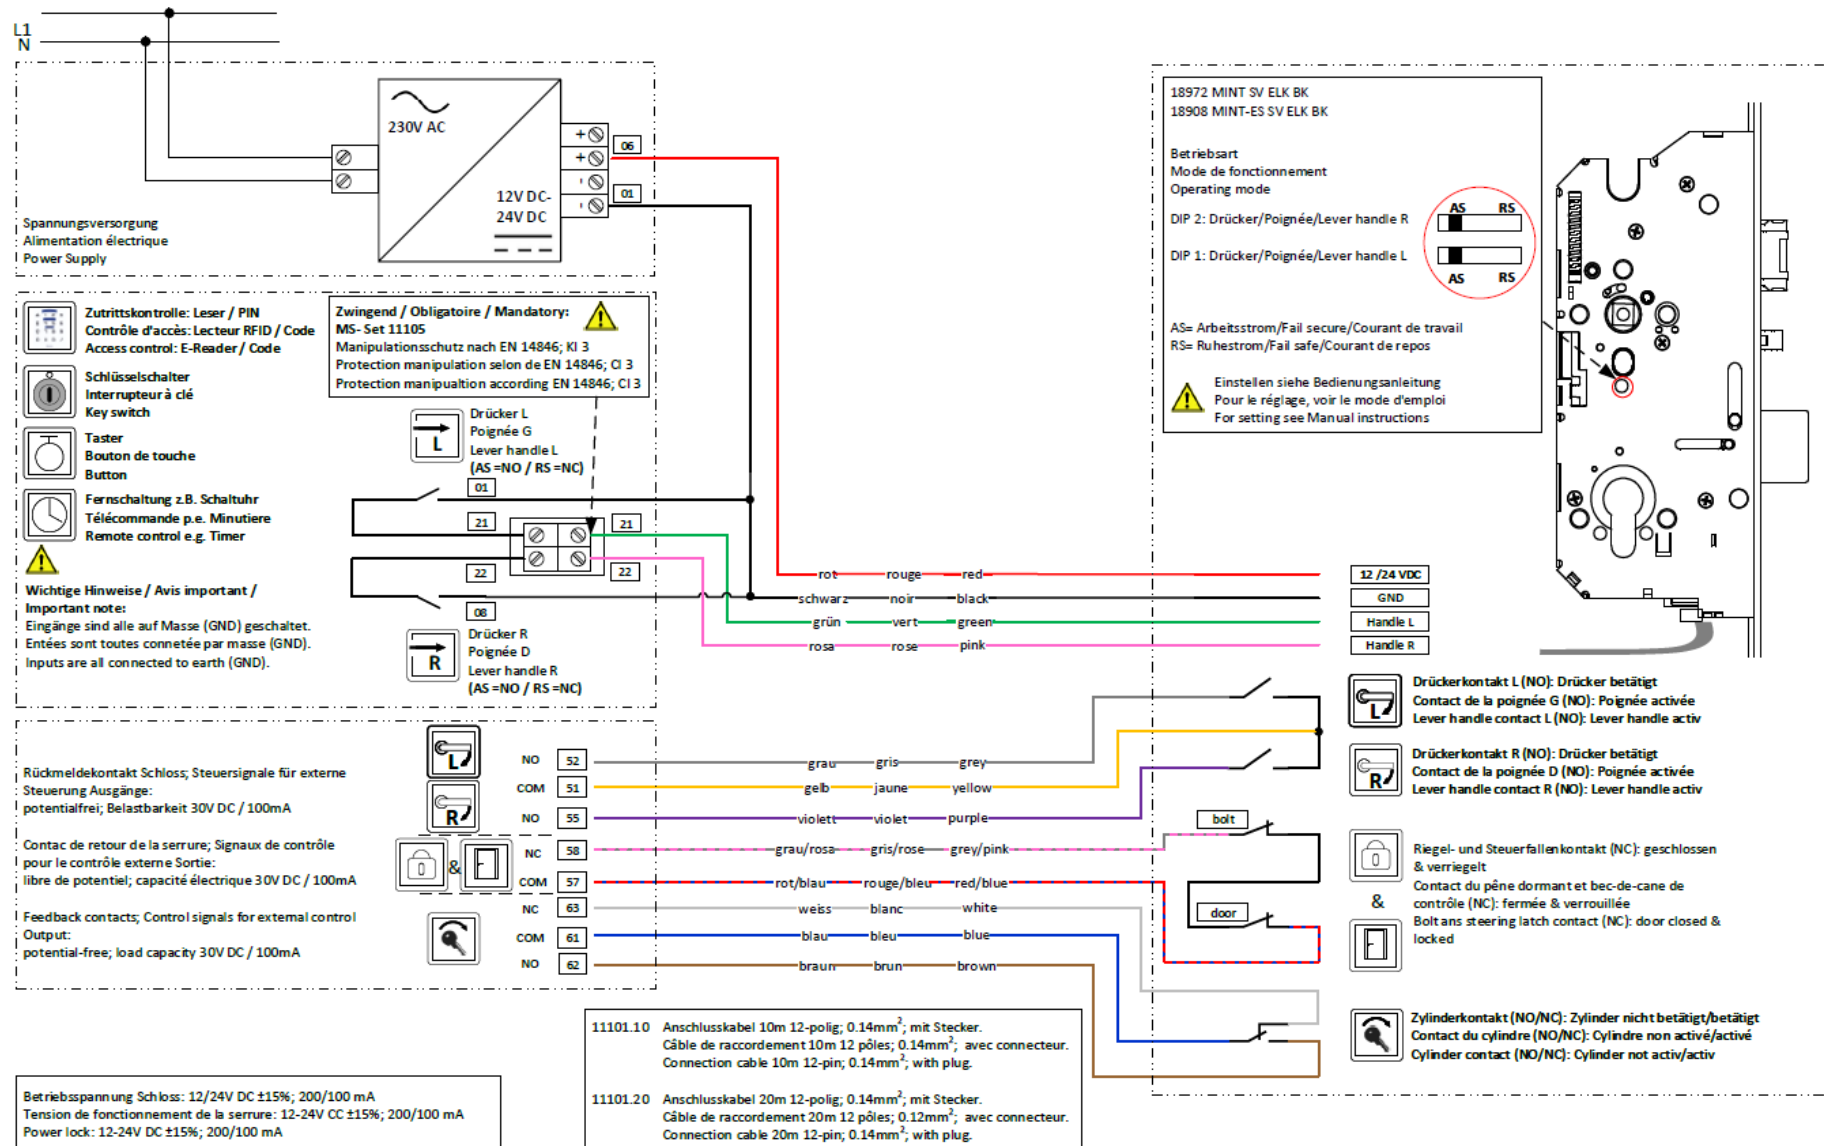 L1
N
230V AC
12V DC-
24V DC
+
+
-
-
06
01
Spannungsversorgung
Alimentation électrique
Power Supply
Zutrittskontrolle: Leser / PIN
Contrôle d'accès: Lecteur RFID / Code
Access control: E-Reader / Code
Schlüsselschalter
Interrupteur à clé
Key switch
Taster
Bouton de touche
Button
Fernschaltung z.B. Schaltuhr
Télécommande p.e. Minutiere
Remote control e.g. Timer
Wichtige Hinweise / Avis important /
Important note:
Eingänge sind alle auf Masse (GND) geschaltet.
Entées sont toutes connetée par masse (GND).
Inputs are all connected to earth (GND).
Zwingend / Obligatoire / Mandatory:
MS- Set 11105
Manipulationsschutz nach EN 14846; Kl 3
Protection manipulation selon de EN 14846; Cl 3
Protection manipualtion according EN 14846; Cl 3
L
Drücker L
Poignée G
Lever handle L
(AS =NO / RS =NC)
01
21
21
22
22
08
R
Drücker R
Poignée D
Lever handle R
(AS =NO / RS =NC)
rot rouge red
schwarz noir black
grün vert green
rosa rose pink
12 /24 VDC
GND
Handle L
Handle R
18972 MINT SV ELK BK
18908 MINT-ES SV ELK BK
Betriebsart
Mode de fonctionnement
Operating mode
DIP 2: Drücker/Poignée/Lever handle R
DIP 1: Drücker/Poignée/Lever handle L
AS RS
AS RS
AS= Arbeitsstrom/Fail secure/Courant de travail
RS= Ruhestrom/Fail safe/Courant de repos
Einstellen siehe Bedienungsanleitung
Pour le réglage, voir le mode d'emploi
For setting see Manual instructions
Rückmeldekontakt Schloss; Steuersignale für externe
Steuerung Ausgänge:
potentialfrei; Belastbarkeit 30V DC / 100mA
Contac de retour de la serrure; Signaux de contrôle
pour le contrôle externe Sortie:
libre de potentiel; capacité électrique 30V DC / 100mA
Feedback contacts; Control signals for external control
Output:
potential-free; load capacity 30V DC / 100mA
L
R
&
NO 52 grau gris grey
COM 51 gelb jaune yellow
NO 55 violett violet purple
NC 58 grau/rosa gris/rose grey/pink
COM 57 rot/blau rouge/bleu red/blue
NC 63 weiss blanc white
COM 61 blau bleu blue
NO 62 braun brun brown
bolt
door
L
Drückerkontakt L (NO): Drücker betätigt
Contact de la poignée G (NO): Poignée activée
Lever handle contact L (NO): Lever handle activ
R
Drückerkontakt R (NO): Drücker betätigt
Contact de la poignée D (NO): Poignée activée
Lever handle contact R (NO): Lever handle activ
&
Riegel- und Steuerfallenkontakt (NC): geschlossen
& verriegelt
Contact du pêne dormant et bec-de-cane de
contrôle (NC): fermée & verrouillée
Bolt ans steering latch contact (NC): door closed &
locked
Zylinderkontakt (NO/NC): Zylinder nicht betätigt/betätigt
Contact du cylindre (NO/NC): Cylindre non activé/activé
Cylinder contact (NO/NC): Cylinder not activ/activ
11101.10 Anschlusskabel 10m 12-polig; 0.14mm²; mit Stecker.
Câble de raccordement 10m 12 pôles; 0.14mm²; avec connecteur.
Connection cable 10m 12-pin; 0.14mm²; with plug.
11101.20 Anschlusskabel 20m 12-polig; 0.14mm²; mit Stecker.
Câble de raccordement 20m 12 pôles; 0.12mm²; avec connecteur.
Connection cable 20m 12-pin; 0.14mm²; with plug.
Betriebsspannung Schloss: 12/24V DC ±15%; 200/100 mA
Tension de fonctionnement de la serrure: 12-24V CC ±15%; 200/100 mA
Power lock: 12-24V DC ±15%; 200/100 mA